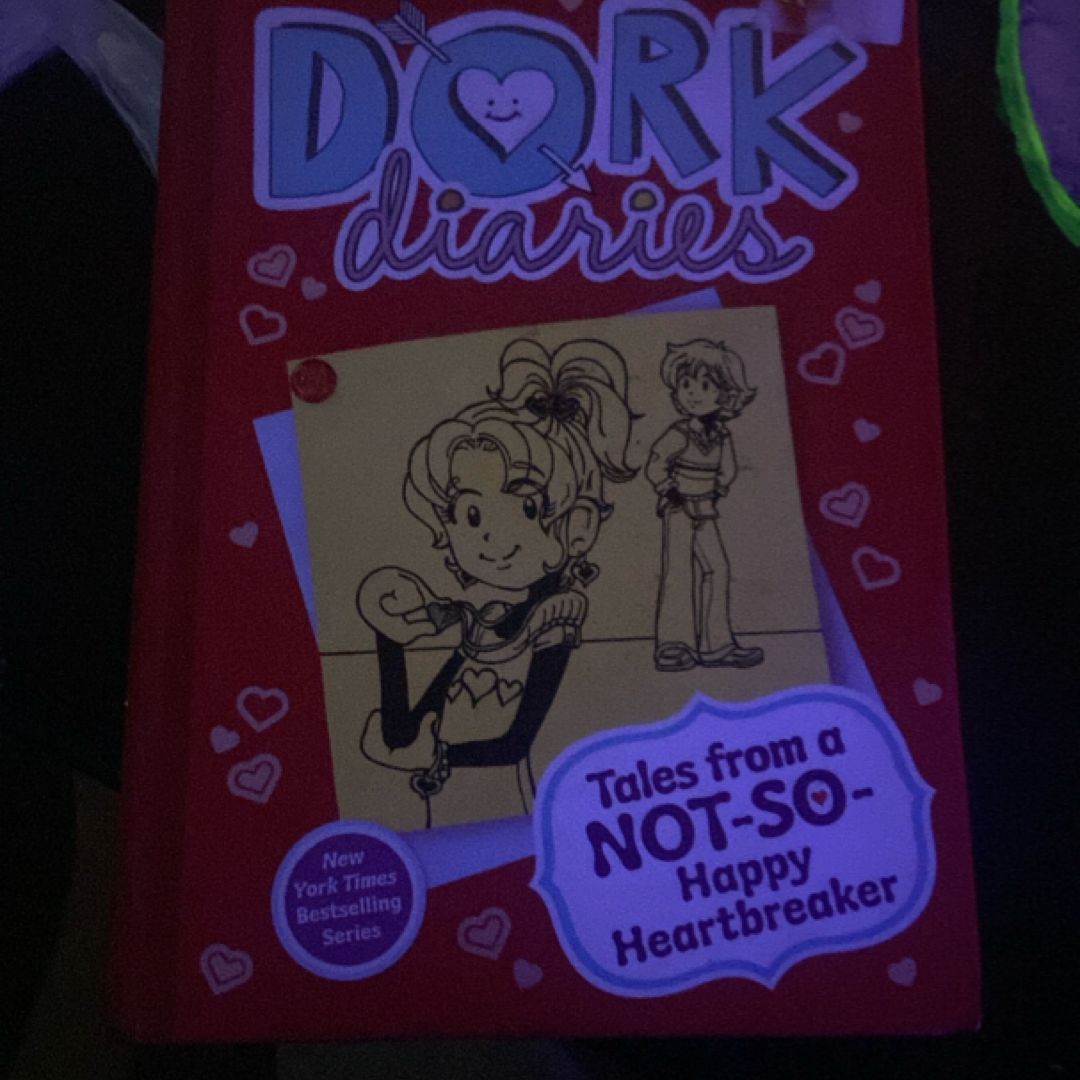 DORK
diaries
Tales from a
NOT-SO-
Happy
Heartbreaker
New
York Times
Bestselling
Series